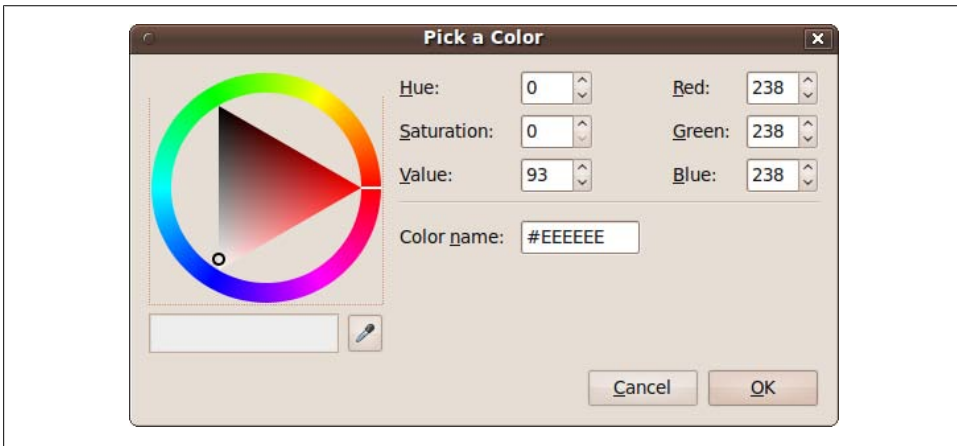 Pick a Color
Hue: 0 Red: 238
Saturation: 0 Green: 238
Value: 93 Blue: 238
Color name: #EEEEEE
Cancel OK